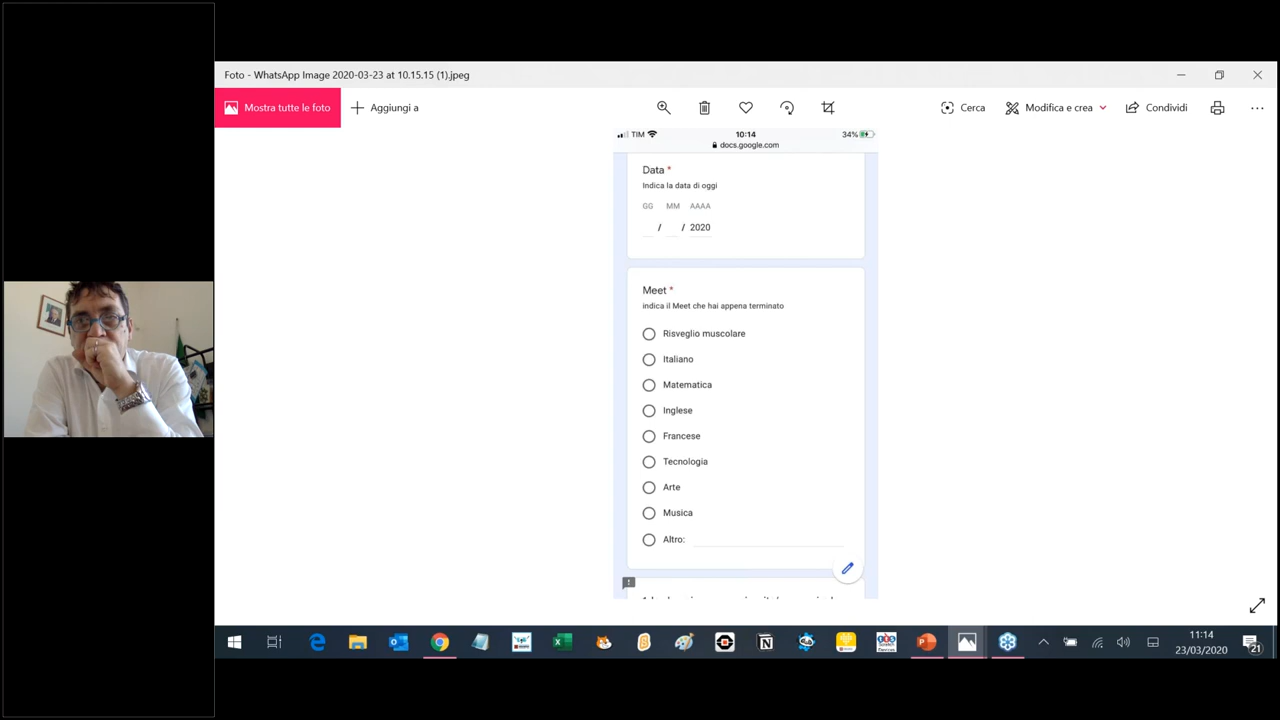 Foto - WhatsApp Image 2020-03-23 at 10.15.15 (1).jpeg
Mostra tutte le foto
Aggiungi a
Cerca
Modifica e crea
Condividi
TIM
10:14
34%
docs.google.com
Data *
Indica la data di oggi
GG MM AAAA
/ / 2020
Meet *
indica il Meet che hai appena terminato
Risveglio muscolare
Italiano
Matematica
Inglese
Francese
Tecnologia
Arte
Musica
Altro:
11:14
23/03/2020
21